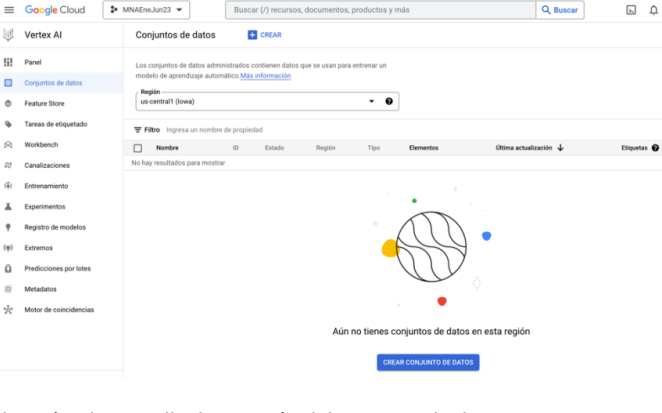 Google Cloud
MNAEneJun23
Buscar (/) recursos, documentos, productos y más
Buscar
Vertex AI
Conjuntos de datos
CREAR
Panel
Conjuntos de datos
Feature Store
Tareas de etiquetado
Workbench
Canalizaciones
Entrenamiento
Experimentos
Registro de modelos
Extremos
Predicciones por lotes
Metadatos
Motor de coincidencias
Los conjuntos de datos administrados contienen datos que se usan para entrenar un
modelo de aprendizaje automático. Más información
Región
us-central1 (Iowa)
Filtro Ingresa un nombre de propiedad
Nombre ID Estado Región Tipo Elementos Última actualización Etiquetas
No hay resultados para mostrar
Aún no tienes conjuntos de datos en esta región
CREAR CONJUNTO DE DATOS